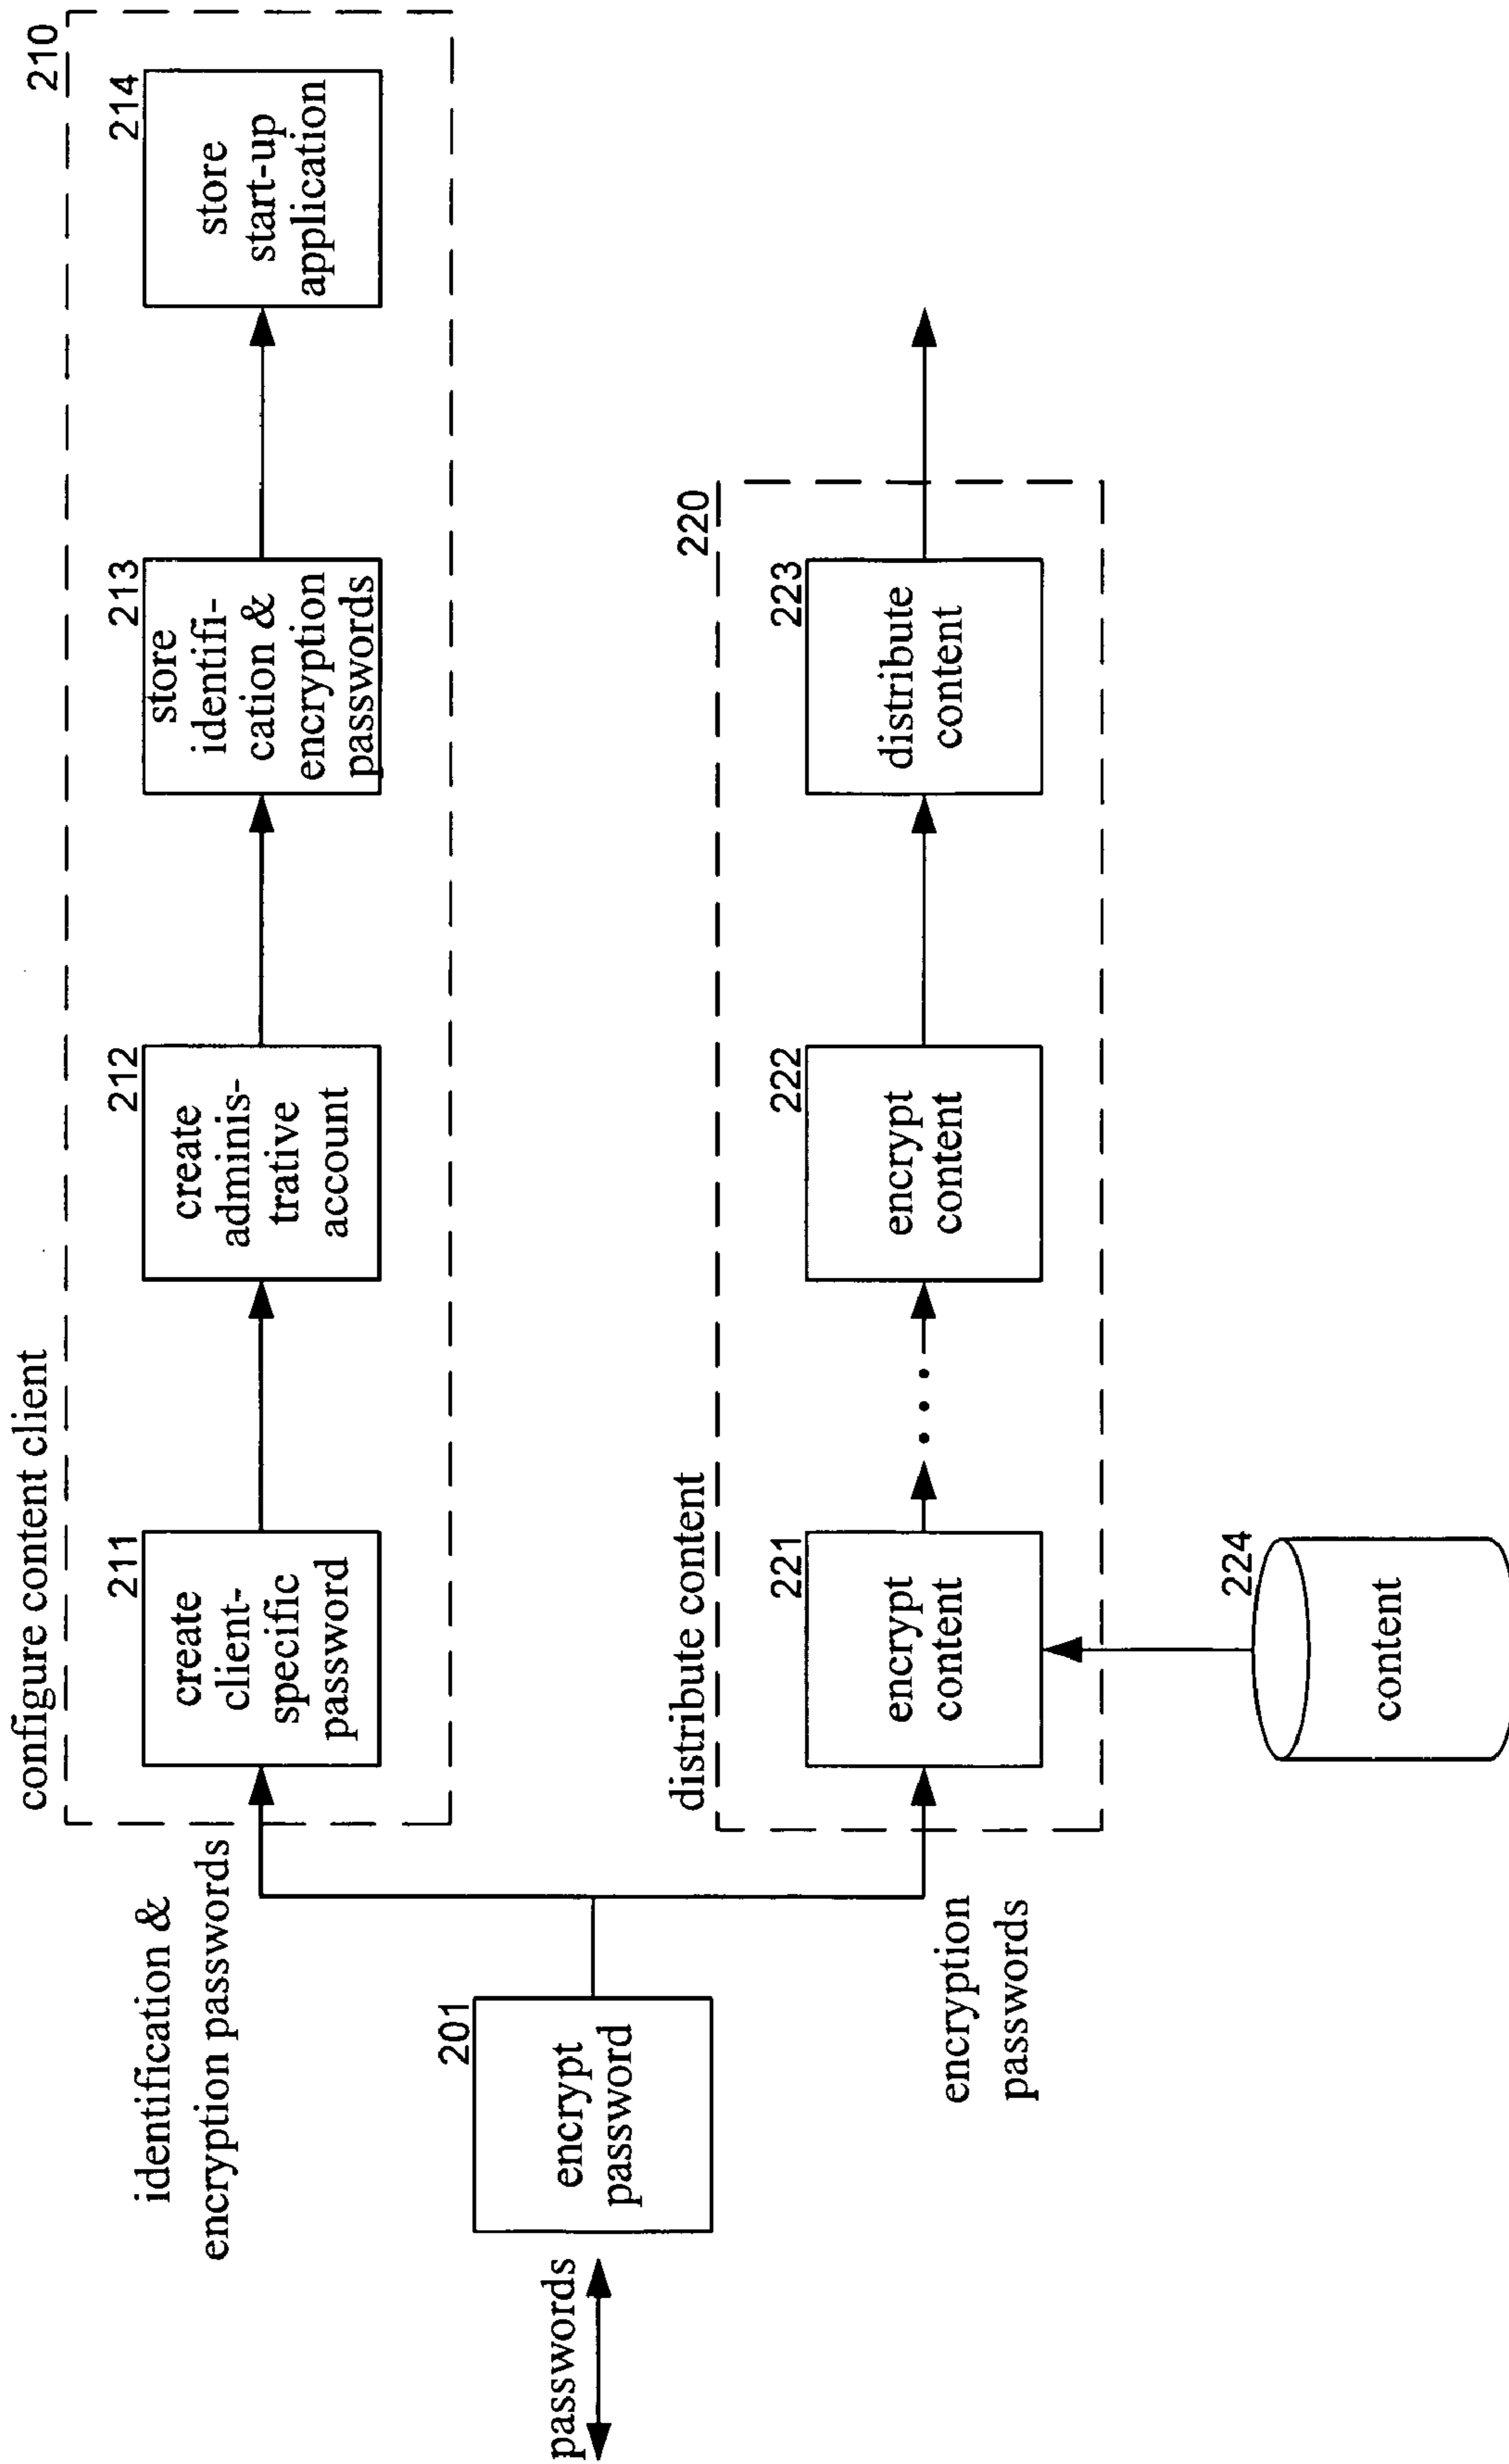 configure content client
210
211
create
client-
specific
password
212
create
adminis-
trative
account
213
store
identifi-
cation &
encryption
passwords
214
store
start-up
application
identification &
encryption passwords
passwords
201
encrypt
password
encryption
passwords
distribute content
220
221
encrypt
content
...
222
encrypt
content
223
distribute
content
224
content